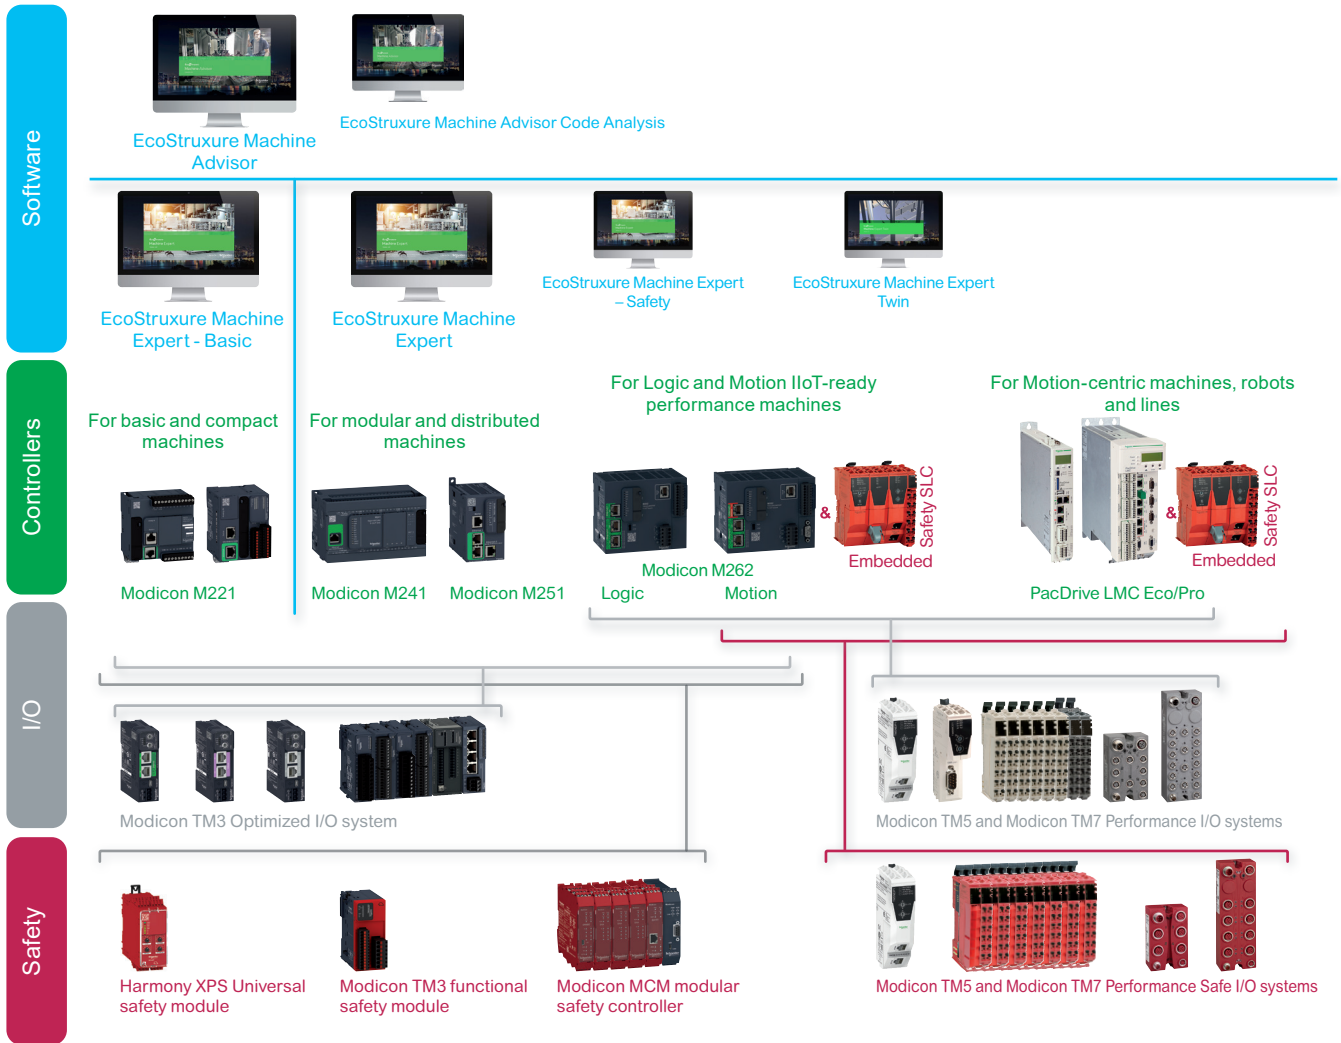 Software
EcoStruxure Machine
Advisor
EcoStruxure Machine Advisor Code Analysis
EcoStruxure Machine
Expert - Basic
EcoStruxure Machine
Expert
EcoStruxure Machine Expert
– Safety
EcoStruxure Machine Expert
Twin
Controllers
For basic and compact
machines
For modular and distributed
machines
For Logic and Motion IIoT-ready
performance machines
For Motion-centric machines, robots
and lines
&
Safety SLC
Embedded
&
Safety SLC
Embedded
Modicon M262
Modicon M221
Modicon M241
Modicon M251
Logic
Motion
PacDrive LMC Eco/Pro
I/O
Modicon TM3 Optimized I/O system
Modicon TM5 and Modicon TM7 Performance I/O systems
Safety
Harmony XPS Universal
safety module
Modicon TM3 functional
safety module
Modicon MCM modular
safety controller
Modicon TM5 and Modicon TM7 Performance Safe I/O systems